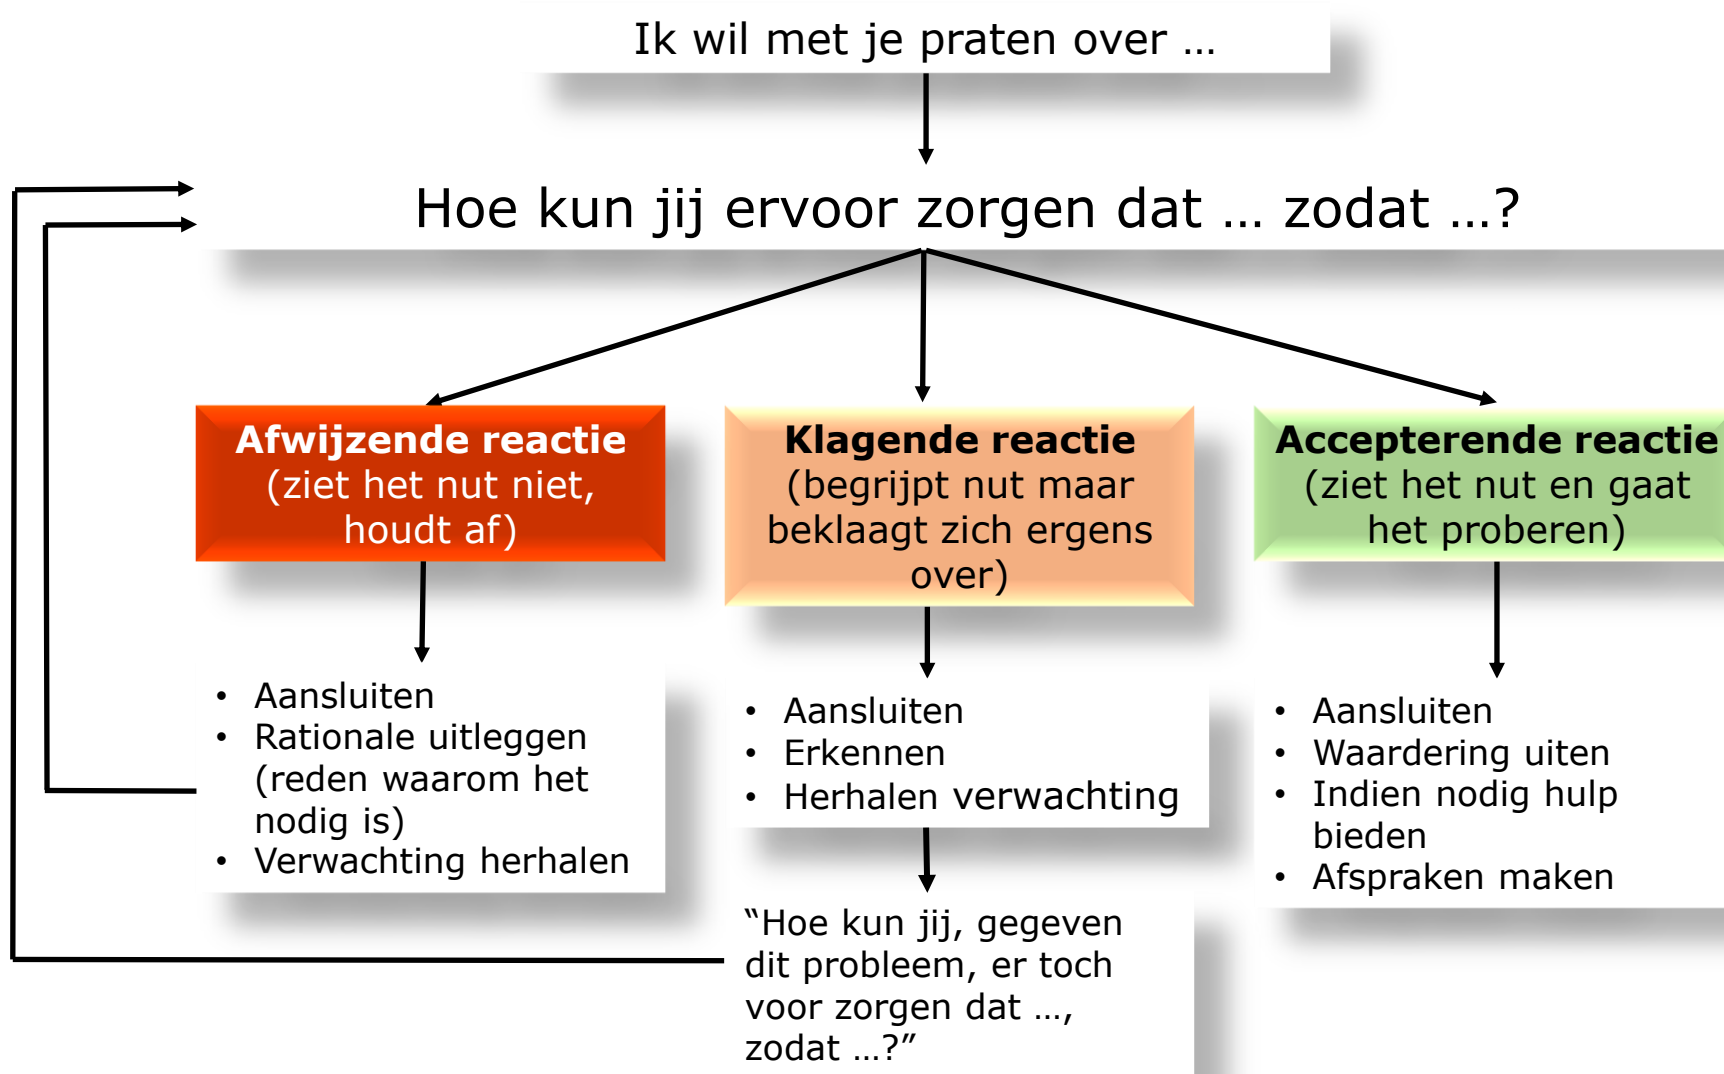 Ik wil met je praten over …
Hoe kun jij ervoor zorgen dat … zodat …?
Afwijzende reactie
(ziet het nut niet,
houdt af)
Klagende reactie
(begrijpt nut maar
beklaagt zich ergens
over)
Accepterende reactie
(ziet het nut en gaat
het proberen)
• Aansluiten
• Rationale uitleggen
(reden waarom het
nodig is)
• Verwachting herhalen
• Aansluiten
• Erkennen
• Herhalen verwachting
• Aansluiten
• Waardering uiten
• Indien nodig hulp
bieden
• Afspraken maken
“Hoe kun jij, gegeven
dit probleem, er toch
voor zorgen dat …,
zodat …?”